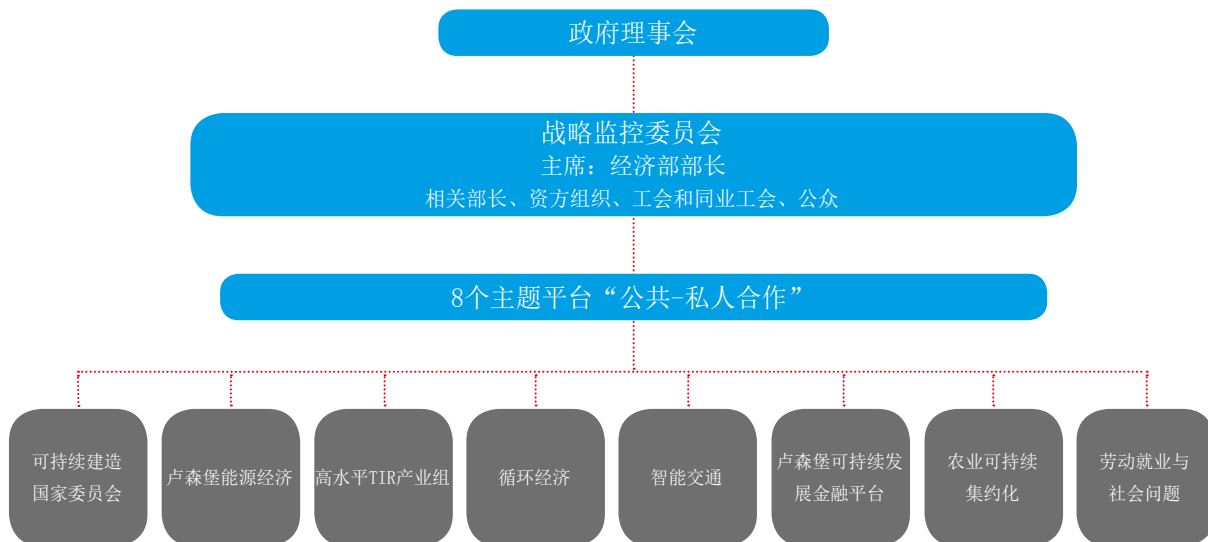 政府理事会
战略监控委员会
主席：经济部部长
相关部长、资方组织、工会和同业工会、公众
8个主题平台“公共-私人合作”
可持续建造
国家委员会
卢森堡能源经济
高水平TIR产业组
循环经济
智能交通
卢森堡可持续发
展金融平台
农业可持续
集约化
劳动就业与
社会问题